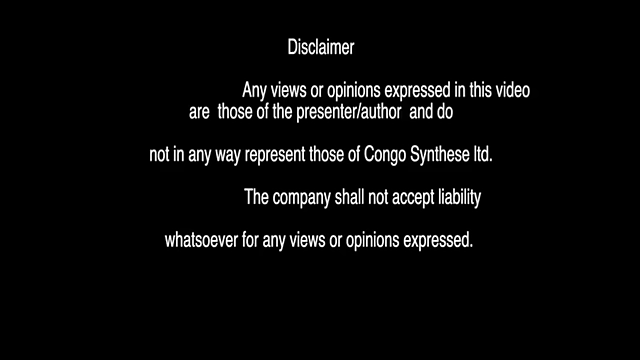 Disclaimer
Any views or opinions expressed in this video
are those of the presenter/author and do
not in any way represent those of Congo Synthese ltd.
The company shall not accept liability
whatsoever for any views or opinions expressed.